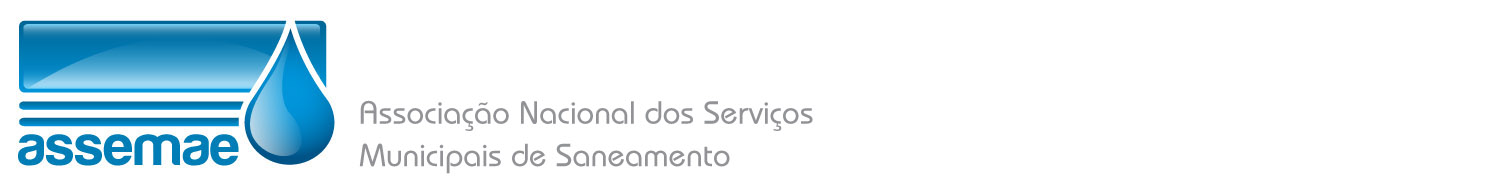 assemae
Associação Nacional dos Serviços
Municipais de Saneamento